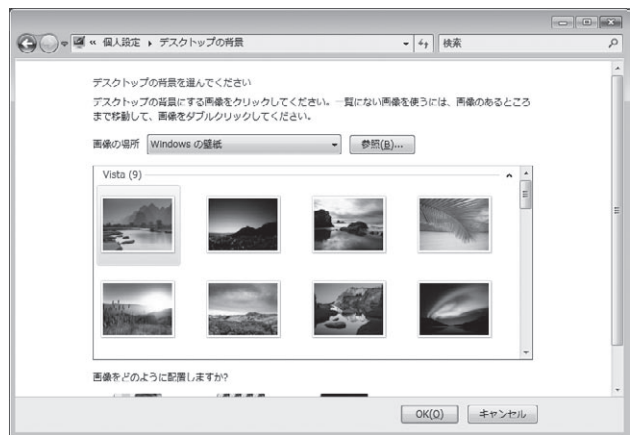 « 個人設定 ▸ デスクトップの背景
検索
デスクトップの背景を選んでください
デスクトップの背景にする画像をクリックしてください。一覧にない画像を使うには、画像のあるところ
まで移動して、画像をダブルクリックしてください。
画像の場所 Windows の壁紙 参照(B)...
Vista (9)
画像をどのように配置しますか?
OK(O) キャンセル